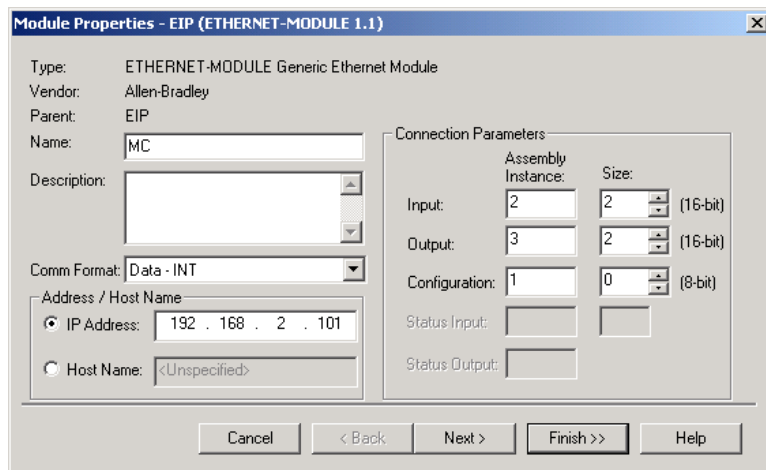 Module Properties - EIP (ETHERNET-MODULE 1.1)
Type: ETHERNET-MODULE Generic Ethernet Module
Vendor: Allen-Bradley
Parent: EIP
Name: MC
Description:
Comm Format: Data - INT
Address / Host Name
IP Address: 192 . 168 . 2 . 101
Host Name: <Unspecified>
Connection Parameters
Assembly
Instance: Size:
Input: 2 2 (16-bit)
Output: 3 2 (16-bit)
Configuration: 1 0 (8-bit)
Status Input:
Status Output:
Cancel < Back Next > Finish >> Help